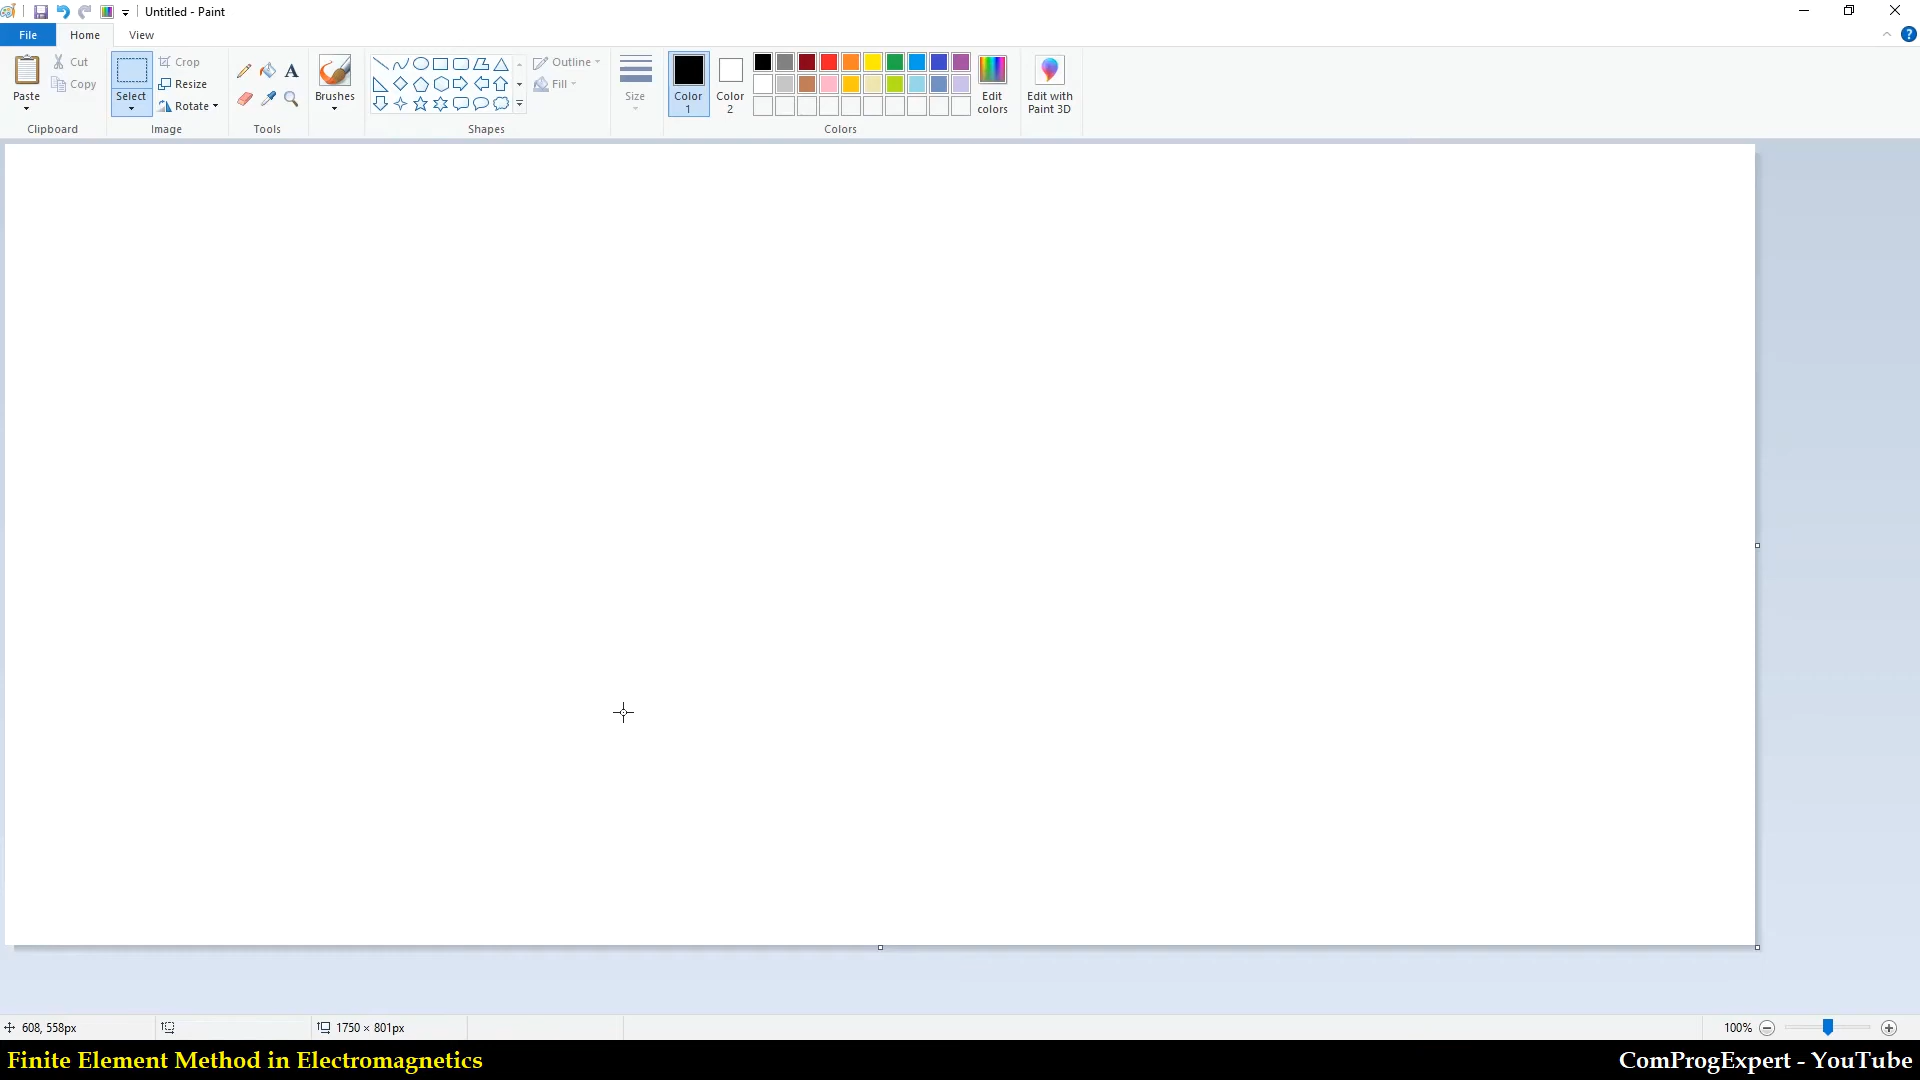 Untitled - Paint
File Home View
Paste
Cut
Copy
Clipboard
Select
Crop
Resize
Rotate
Image
A
Tools
Brushes
Shapes
Outline
Fill
Size
Color 1
Color 2
Colors
Edit colors
Edit with Paint 3D
?
608, 558px
1750 × 801px
100%
Finite Element Method in Electromagnetics
ComProgExpert - YouTube